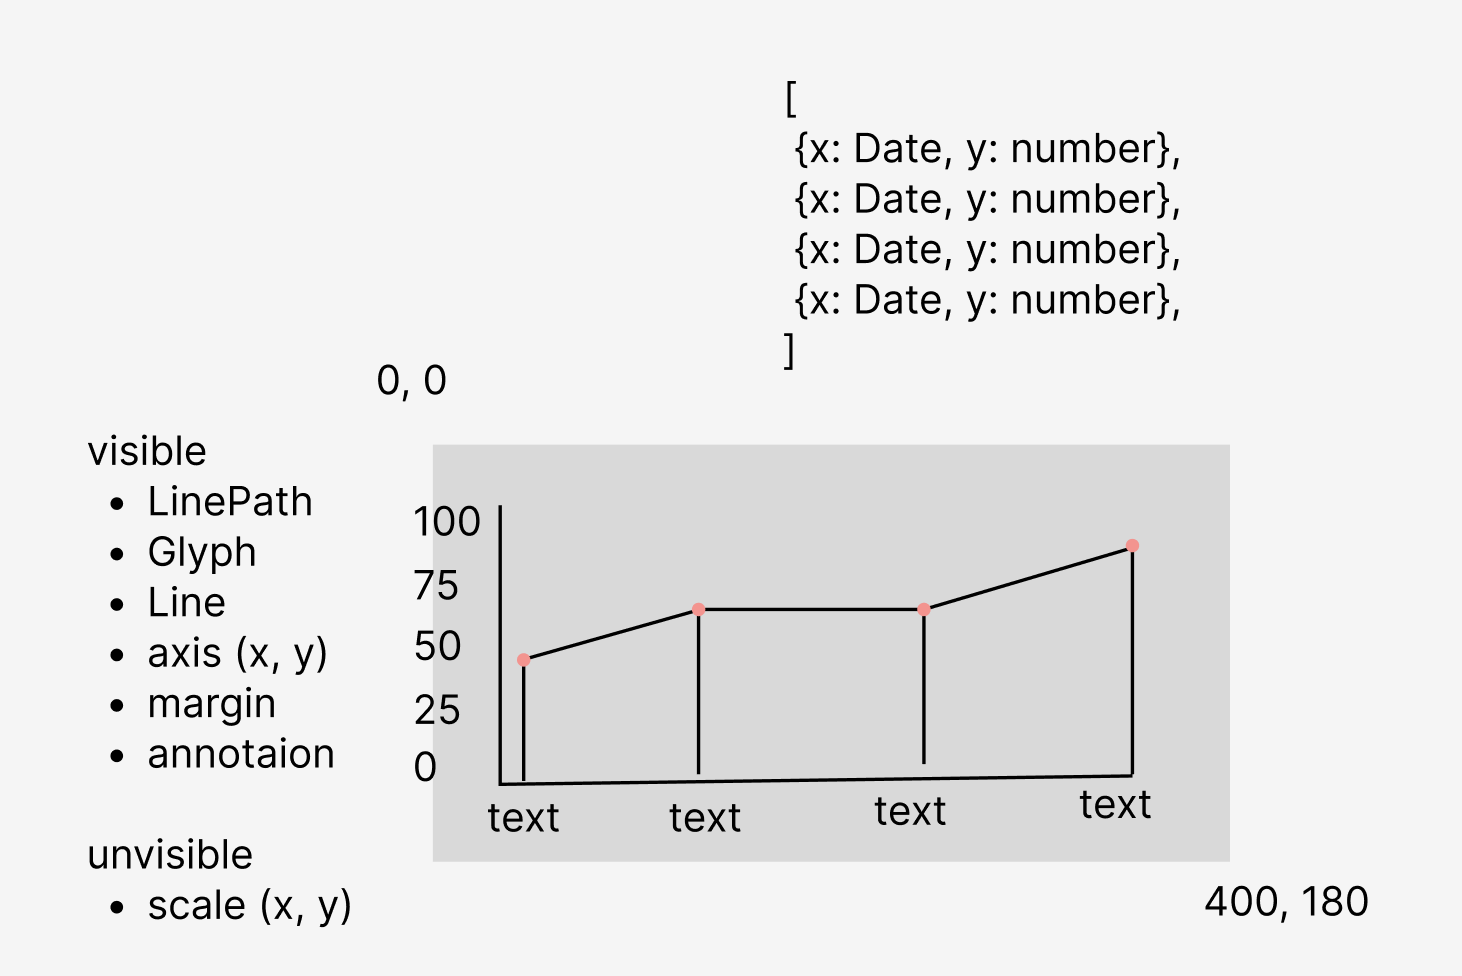 [
{x: Date, y: number},
{x: Date, y: number},
{x: Date, y: number},
{x: Date, y: number},
]
0, 0
visible
• LinePath
• Glyph
• Line
• axis (x, y)
• margin
• annotaion
unvisible
• scale (x, y)
100
75
50
25
0
text text text text
400, 180